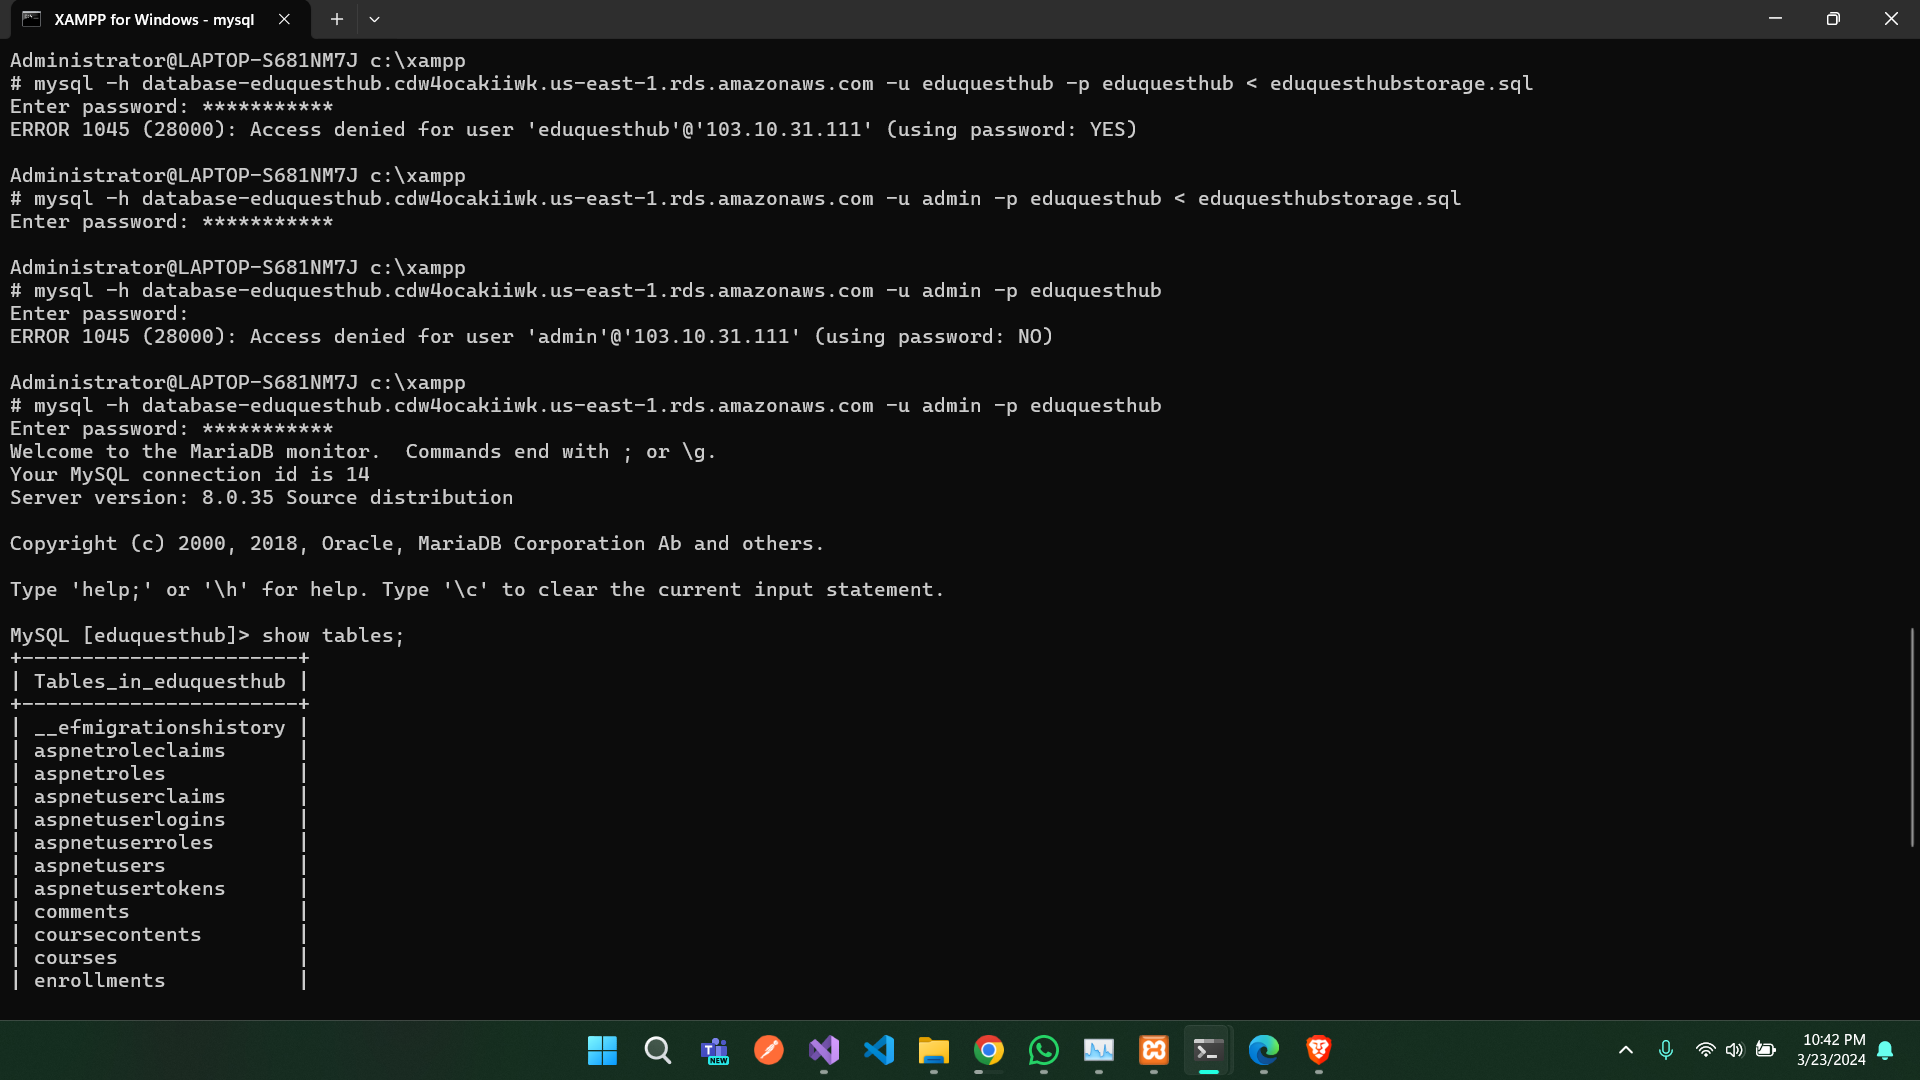 XAMPP for Windows - mysql
Administrator@LAPTOP-S681NM7J c:\xampp
# mysql -h database-eduquesthub.cdw4ocakiiwk.us-east-1.rds.amazonaws.com -u eduquesthub -p eduquesthub < eduquesthubstorage.sql
Enter password: ***********
ERROR 1045 (28000): Access denied for user 'eduquesthub'@'103.10.31.111' (using password: YES)
Administrator@LAPTOP-S681NM7J c:\xampp
# mysql -h database-eduquesthub.cdw4ocakiiwk.us-east-1.rds.amazonaws.com -u admin -p eduquesthub < eduquesthubstorage.sql
Enter password: ***********
Administrator@LAPTOP-S681NM7J c:\xampp
# mysql -h database-eduquesthub.cdw4ocakiiwk.us-east-1.rds.amazonaws.com -u admin -p eduquesthub
Enter password:
ERROR 1045 (28000): Access denied for user 'admin'@'103.10.31.111' (using password: NO)
Administrator@LAPTOP-S681NM7J c:\xampp
# mysql -h database-eduquesthub.cdw4ocakiiwk.us-east-1.rds.amazonaws.com -u admin -p eduquesthub
Enter password: ***********
Welcome to the MariaDB monitor.  Commands end with ; or \g.
Your MySQL connection id is 14
Server version: 8.0.35 Source distribution
Copyright (c) 2000, 2018, Oracle, MariaDB Corporation Ab and others.
Type 'help;' or '\h' for help. Type '\c' to clear the current input statement.
MySQL [eduquesthub]> show tables;
+-----------------------+
| Tables_in_eduquesthub |
+-----------------------+
| __efmigrationshistory |
| aspnetroleclaims      |
| aspnetroles           |
| aspnetuserclaims      |
| aspnetuserlogins      |
| aspnetuserroles       |
| aspnetusers           |
| aspnetusertokens      |
| comments              |
| coursecontents        |
| courses               |
| enrollments           |
NEW
10:42 PM
3/23/2024